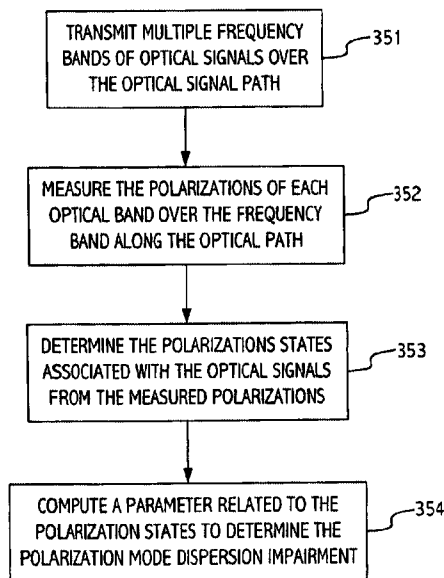 TRANSMIT MULTIPLE FREQUENCY
BANDS OF OPTICAL SIGNALS OVER
THE OPTICAL SIGNAL PATH
351
MEASURE THE POLARIZATIONS OF EACH
OPTICAL BAND OVER THE FREQUENCY
BAND ALONG THE OPTICAL PATH
352
DETERMINE THE POLARIZATIONS STATES
ASSOCIATED WITH THE OPTICAL SIGNALS
FROM THE MEASURED POLARIZATIONS
353
COMPUTE A PARAMETER RELATED TO THE
POLARIZATION STATES TO DETERMINE THE
POLARIZATION MODE DISPERSION IMPAIRMENT
354